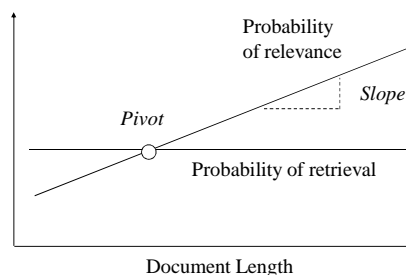 Probability
of relevance
Slope
Pivot
Probability of retrieval
Document Length